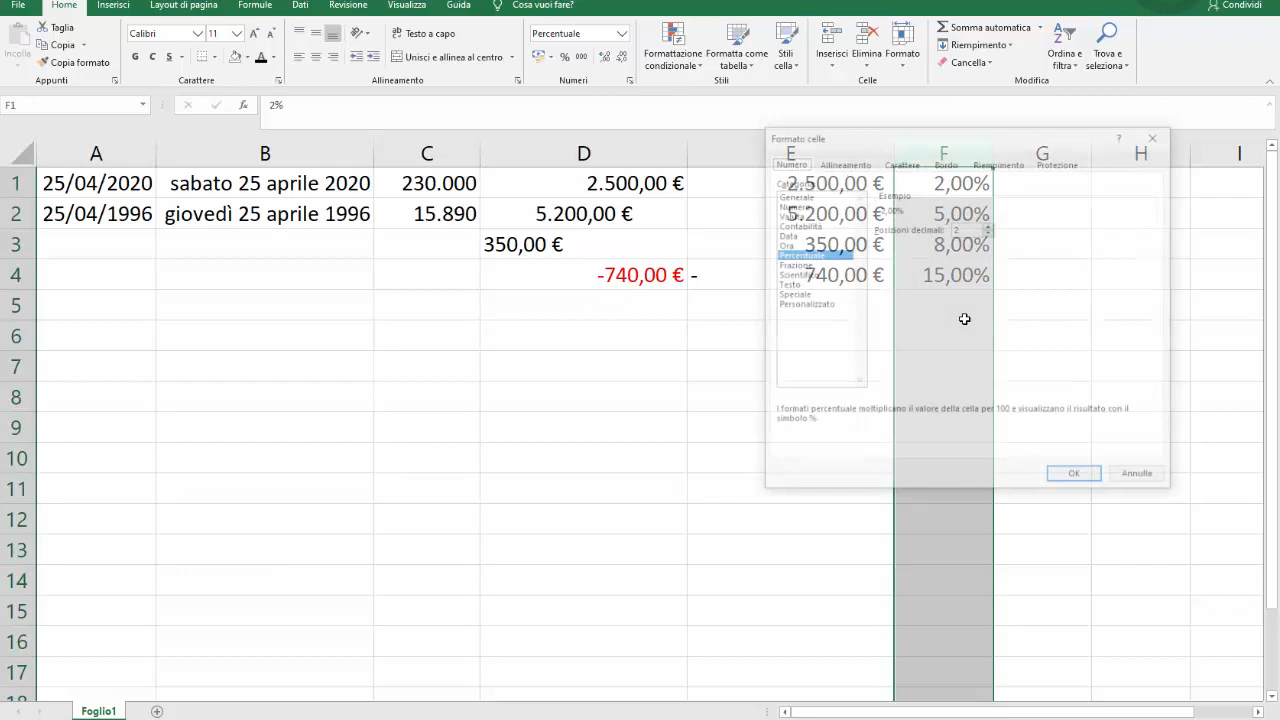 File Home Inserisci Layout di pagina Formule Dati Revisione Visualizza Guida Cosa vuoi fare? Condividi
Incolla Taglia Copia Copia formato
Calibri 11 G C S A
Testo a capo Unisci e allinea al centro
Percentuale % 000
Formattazione condizionale Formatta come tabella Stili cella
Inserisci Elimina Formato
Somma automatica Riempimento Cancella Ordina e filtra Trova e seleziona
Appunti Carattere Allineamento Numeri Stili Celle Modifica
F1 fx 2%
Formato celle ?
A B C D E F G H I
Numero Allineamento Carattere Bordo Riempimento Protezione
1 25/04/2020 sabato 25 aprile 2020 230.000 2.500,00 € 2.500,00 € 2,00%
2 25/04/1996 giovedì 25 aprile 1996 15.890 5.200,00 € 5.200,00 € 5,00%
3 350,00 € 350,00 € 8,00%
4 -740,00 € - 740,00 € 15,00%
5
6
7
8
9
10
11
12
13
14
15
16
17
Categoria:
Generale
Numero
Valuta
Contabilità
Data
Ora
Percentuale
Frazione
Scientifico
Testo
Speciale
Personalizzato
Esempio
2,00%
Posizioni decimali: 2
I formati percentuale moltiplicano il valore della cella per 100 e visualizzano il risultato con il
simbolo %.
OK Annulla
Foglio1